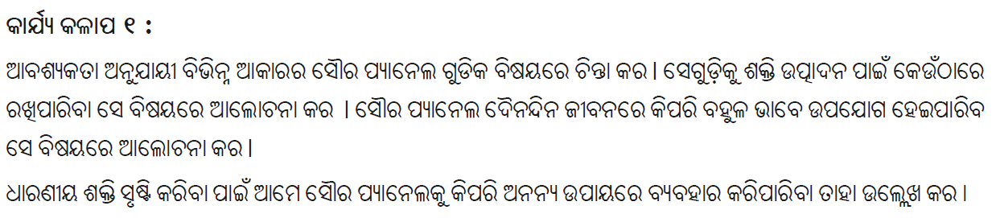 କାର୍ଯ୍ୟ କଳାପ ୧ :
ଆବଶ୍ୟକତା ଅନୁଯାୟୀ ବିଭିନ୍ନ ଆକାରର ସୌର ପ୍ୟାନେଲ ଗୁଡିକ ବିଷୟରେ ଚିନ୍ତା କର । ସେଗୁଡ଼ିକୁ ଶକ୍ତି ଉତ୍ପାଦନ ପାଇଁ କେଉଁଠାରେ
ରଖିପାରିବା ସେ ବିଷୟରେ ଆଲୋଚନା କର । ସୌର ପ୍ୟାନେଲ ଦୈନନ୍ଦିନ ଜୀବନରେ କିପରି ବହୁଳ ଭାବେ ଉପଯୋଗ ହେଇପାରିବ
ସେ ବିଷୟରେ ଆଲୋଚନା କର ।
ଧାରଣୀୟ ଶକ୍ତି ସୃଷ୍ଟି କରିବା ପାଇଁ ଆମେ ସୌର ପ୍ୟାନେଲକୁ କିପରି ଅନନ୍ୟ ଉପାୟରେ ବ୍ୟବହାର କରିପାରିବା ତାହା ଉଲ୍ଲେଖ କର ।